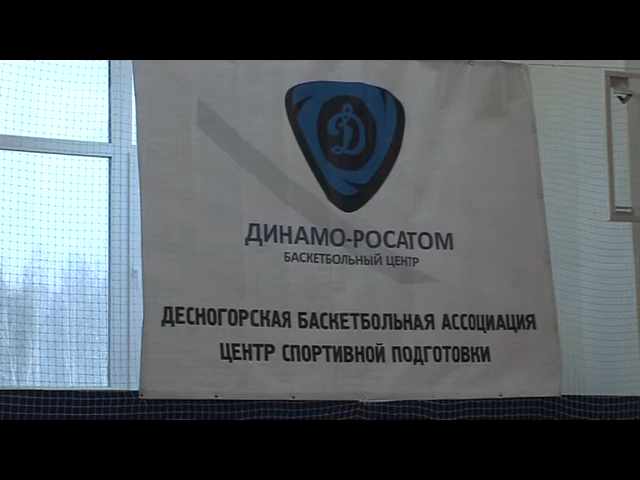 Д
ДИНАМО-РОСАТОМ
БАСКЕТБОЛЬНЫЙ ЦЕНТР
ДЕСНОГОРСКАЯ БАСКЕТБОЛЬНАЯ АССОЦИАЦИЯ
ЦЕНТР СПОРТИВНОЙ ПОДГОТОВКИ